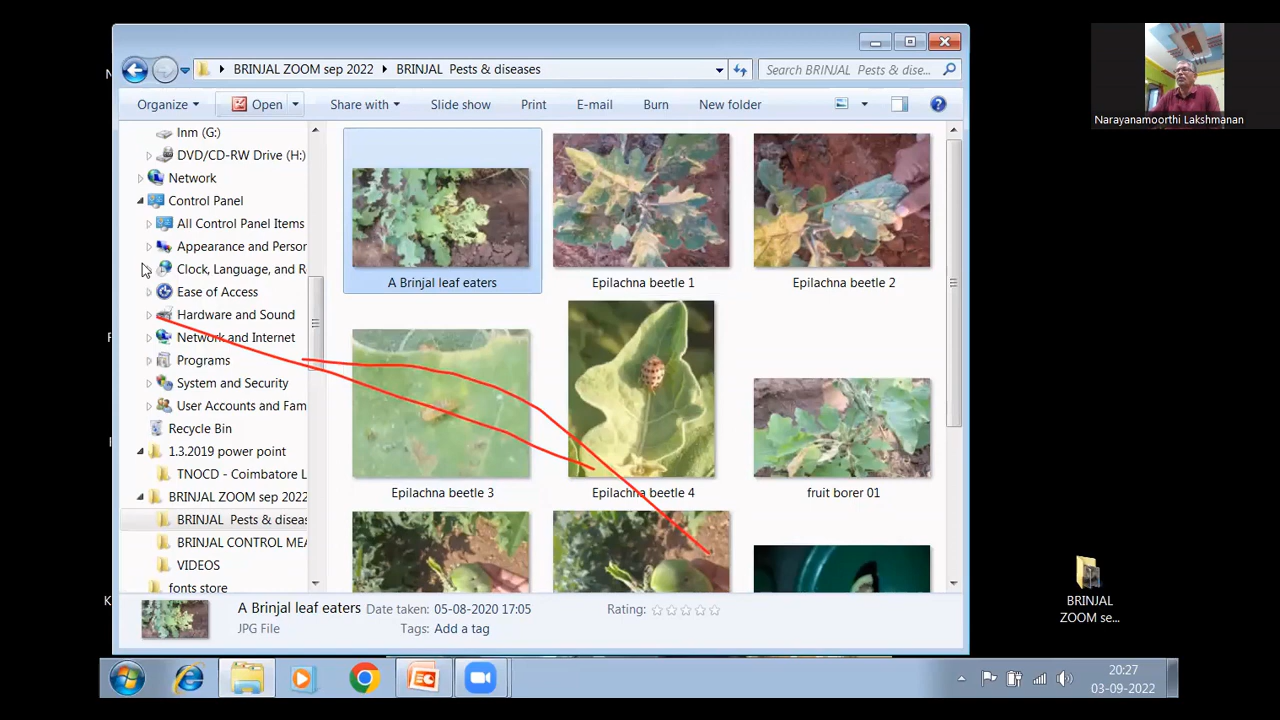 BRINJAL ZOOM sep 2022 BRINJAL Pests & diseases Search BRINJAL Pests & dise...
Organize Open Share with Slide show Print E-mail Burn New folder
Narayanamoorthi Lakshmanan
Inm (G:)
DVD/CD-RW Drive (H:)
Network
Control Panel
All Control Panel Items
Appearance and Person
Clock, Language, and R
Ease of Access
Hardware and Sound
Network and Internet
Programs
System and Security
User Accounts and Fam
Recycle Bin
1.3.2019 power point
TNOCD - Coimbatore L
BRINJAL ZOOM sep 2022
BRINJAL Pests & diseas
BRINJAL CONTROL MEA
VIDEOS
fonts store
A Brinjal leaf eaters Epilachna beetle 1 Epilachna beetle 2
Epilachna beetle 3 Epilachna beetle 4 fruit borer 01
A Brinjal leaf eaters Date taken: 05-08-2020 17:05 Rating:
JPG File Tags: Add a tag
BRINJAL
ZOOM se...
20:27
03-09-2022